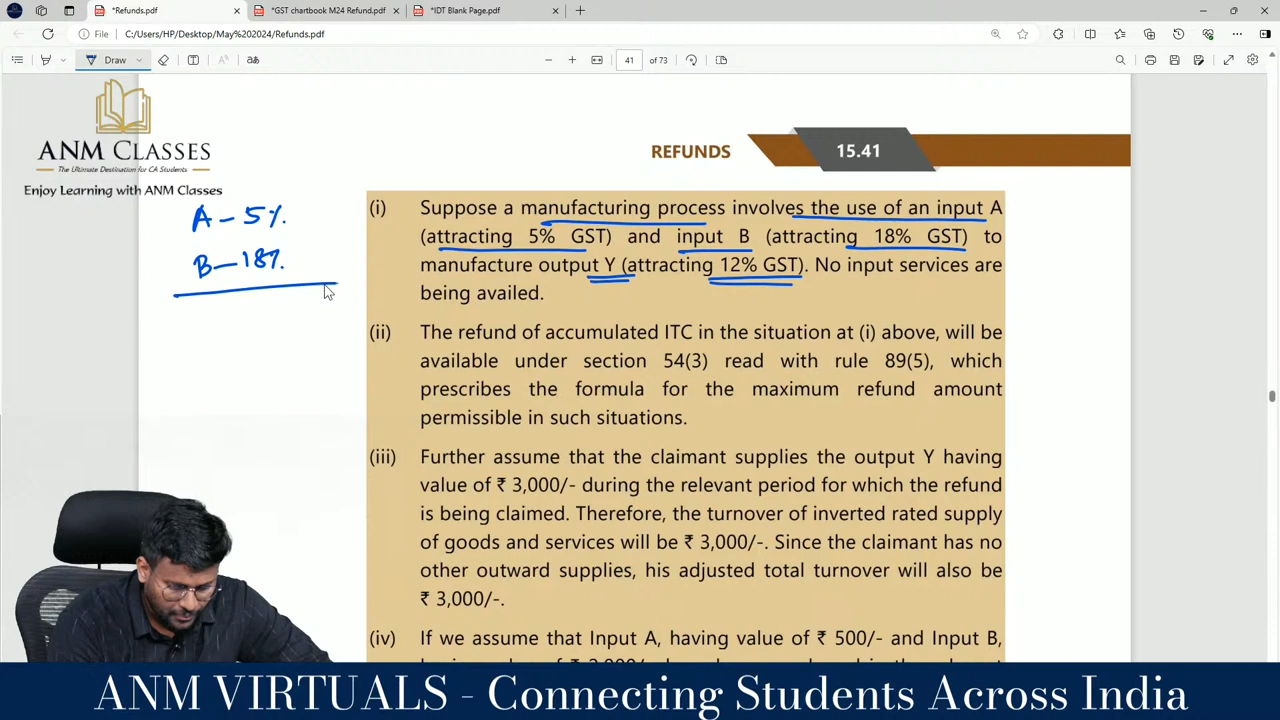 *Refunds.pdf
*GST chartbook M24 Refund.pdf
*IDT Blank Page.pdf
File
C:/Users/HP/Desktop/May%202024/Refunds.pdf
Draw
41
of 73
ANM CLASSES
The Ultimate Destination for CA Students
Enjoy Learning with ANM Classes
REFUNDS
15.41
A - 5%.
B - 18%.
(i) Suppose a manufacturing process involves the use of an input A
(attracting 5% GST) and input B (attracting 18% GST) to
manufacture output Y (attracting 12% GST). No input services are
being availed.
(ii) The refund of accumulated ITC in the situation at (i) above, will be
available under section 54(3) read with rule 89(5), which
prescribes the formula for the maximum refund amount
permissible in such situations.
(iii) Further assume that the claimant supplies the output Y having
value of ₹ 3,000/- during the relevant period for which the refund
is being claimed. Therefore, the turnover of inverted rated supply
of goods and services will be ₹ 3,000/-. Since the claimant has no
other outward supplies, his adjusted total turnover will also be
₹ 3,000/-.
(iv) If we assume that Input A, having value of ₹ 500/- and Input B,
ANM VIRTUALS - Connecting Students Across India